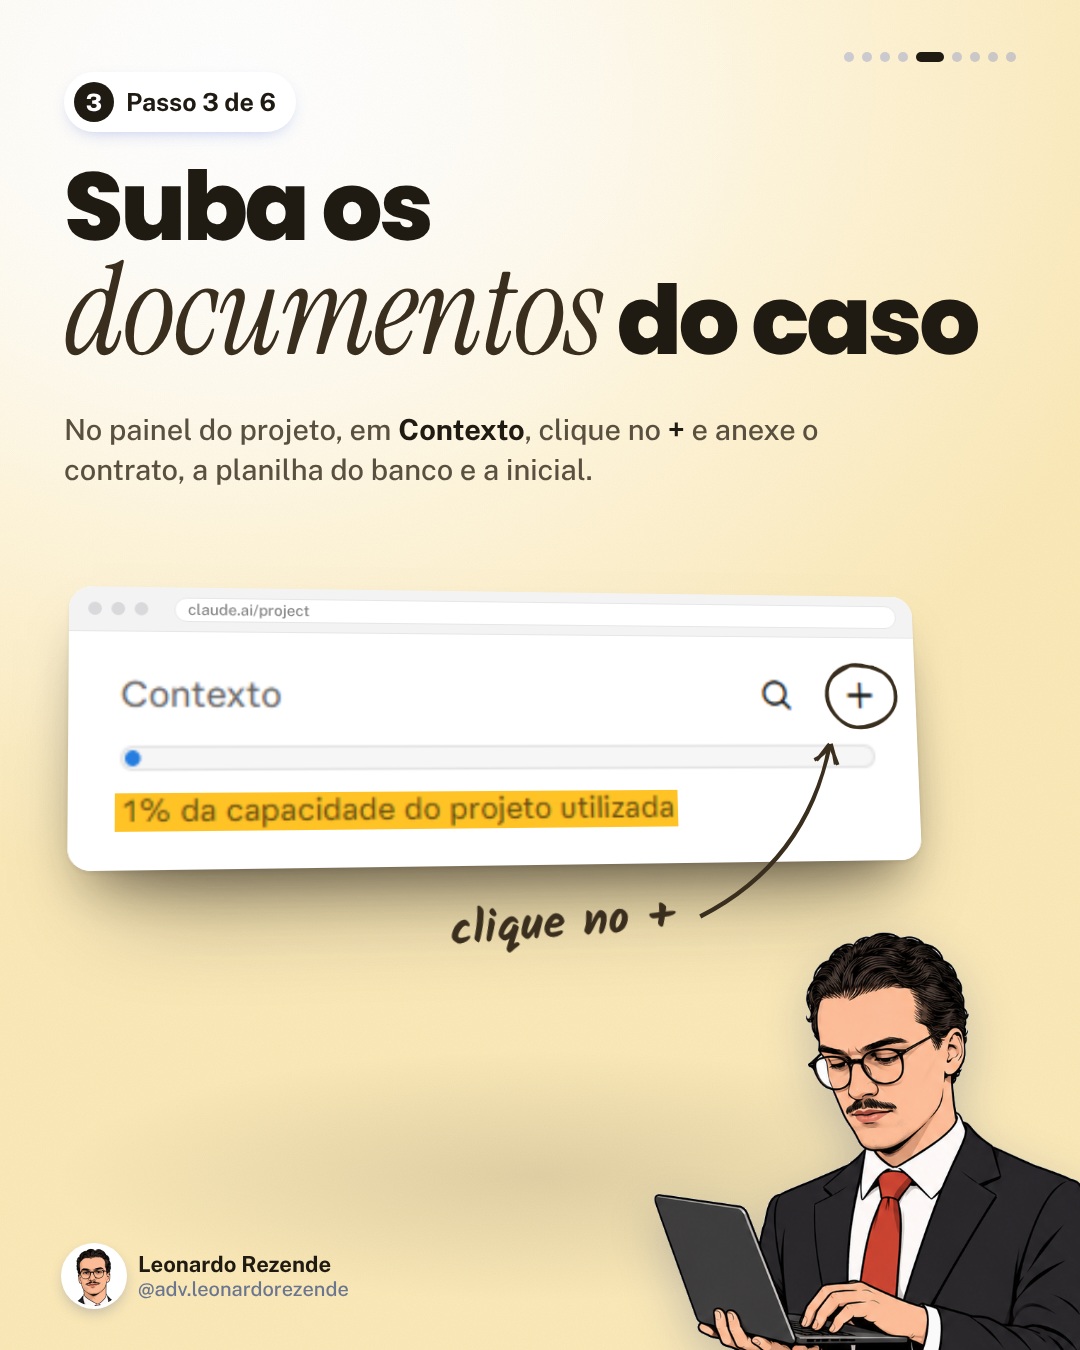 3 Passo 3 de 6
Suba os
documentos do caso
No painel do projeto, em Contexto, clique no + e anexe o
contrato, a planilha do banco e a inicial.
claude.ai/project
Contexto
1% da capacidade do projeto utilizada
clique no +
Leonardo Rezende
@adv.leonardorezende